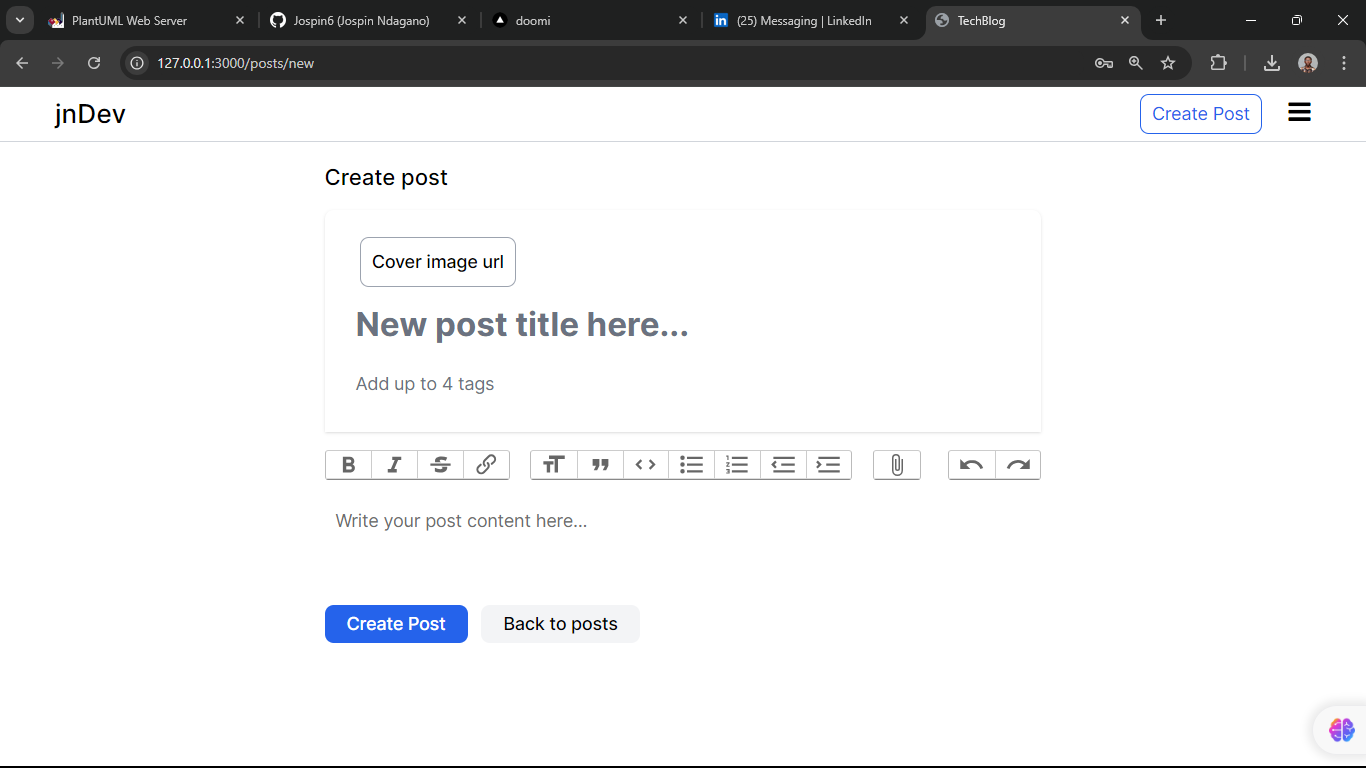 PlantUML Web Server
Jospin6 (Jospin Ndagano)
doomi
in (25) Messaging | LinkedIn
TechBlog
127.0.0.1:3000/posts/new
jnDev
Create Post
Create post
Cover image url
New post title here...
Add up to 4 tags
Write your post content here...
Create Post
Back to posts